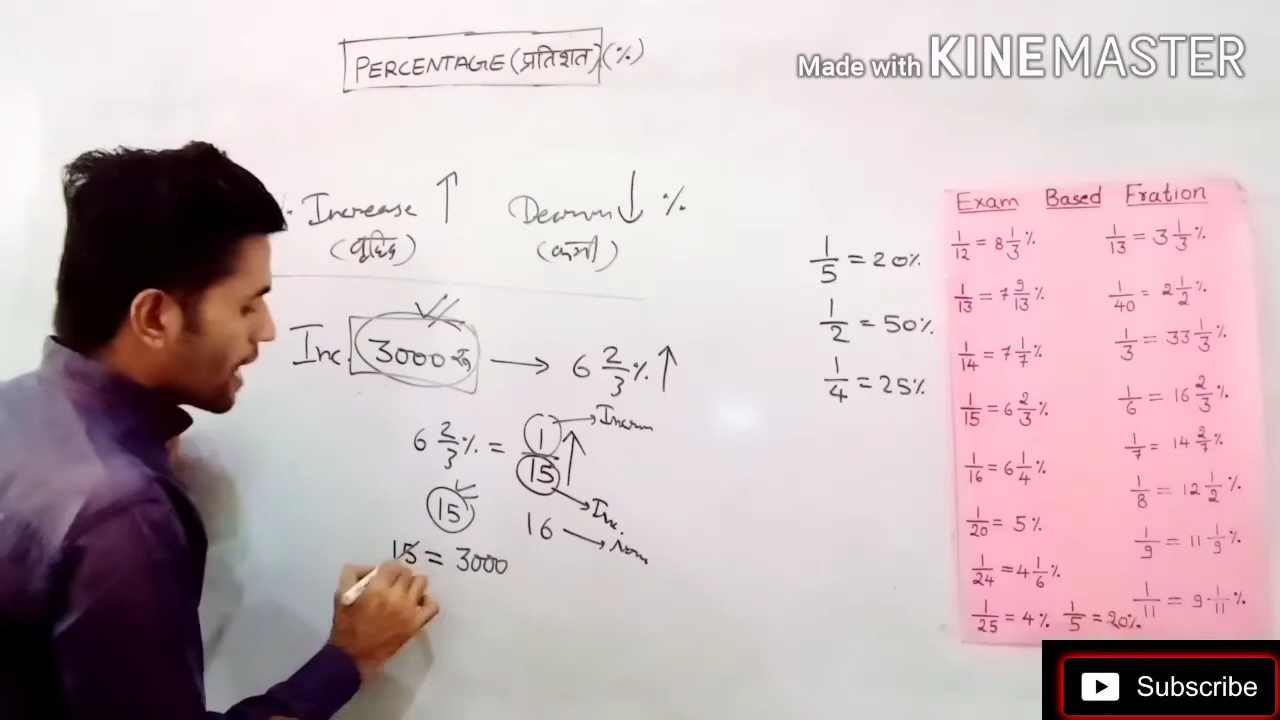 PERCENTAGE (प्रतिशत) (%)
Made with KINEMASTER
%. Increase ↑ ↓ %
(वृद्धि) (कमी)
Inc. 3000 रु → 6 2/3 % ↑
6 2/3 % = 1/15 ↑
15
16
Inc.
15 = 3000
1/5 = 20%
1/2 = 50%
1/4 = 25%
Exam Based Fration
1/12 = 8 1/3 %
1/13 = 7 9/13 %
1/14 = 7 1/7 %
1/15 = 6 2/3 %
1/16 = 6 1/4 %
1/20 = 5%
1/24 = 4 1/6 %
1/25 = 4% 1/5 = 20%
1/13 = 3 1/3 %
1/40 = 2 1/2 %
1/3 = 33 1/3 %
1/6 = 16 2/3 %
1/7 = 14 2/7 %
1/8 = 12 1/2 %
1/9 = 11 1/9 %
1/11 = 9 1/11 %
Subscribe